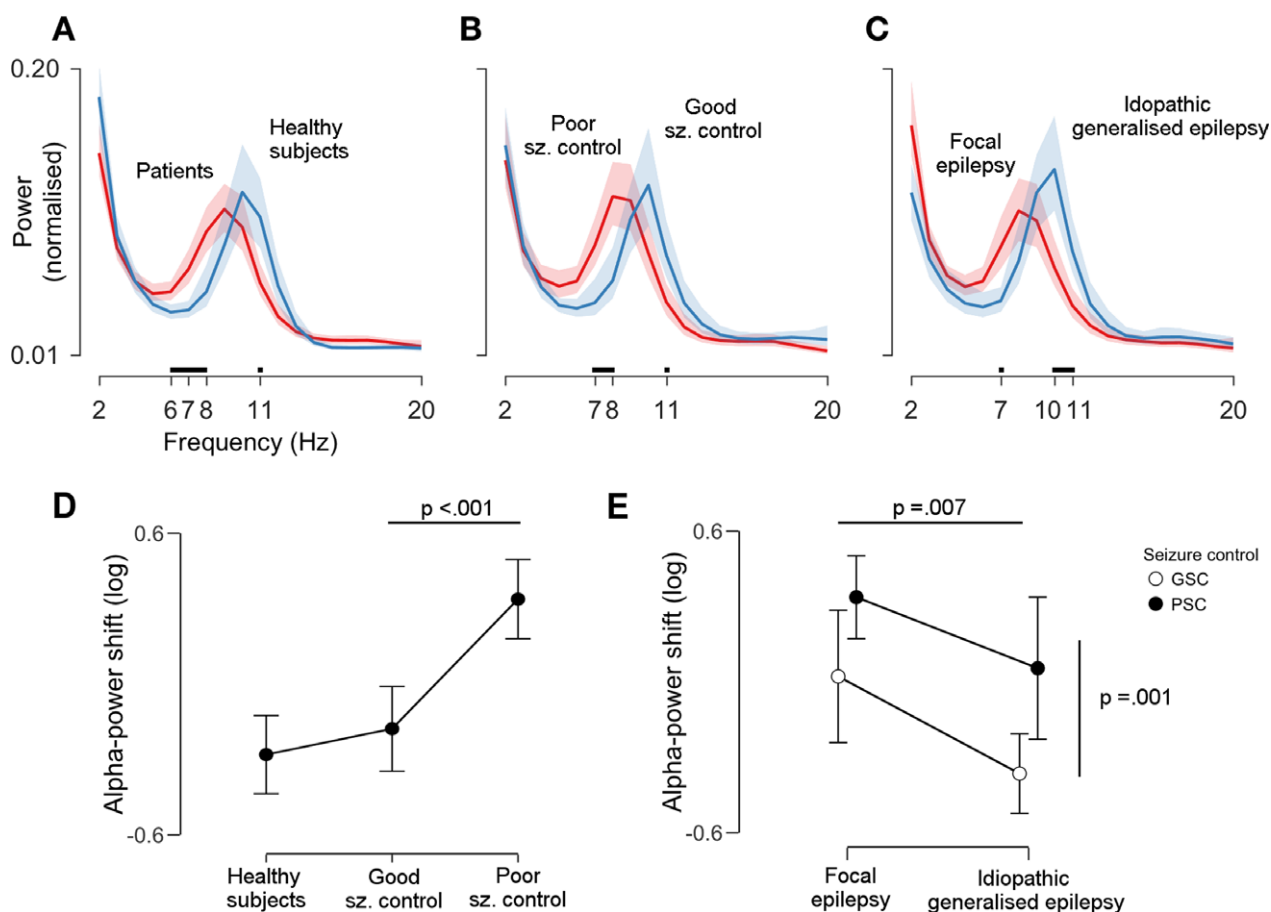 A
B
C
0.20
0.01
Power
(normalised)
Patients
Healthy
subjects
Poor
sz. control
Good
sz. control
Focal
epilepsy
Idopathic
generalised epilepsy
2 6 7 8 11 20
2 7 8 11 20
2 7 10 11 20
Frequency (Hz)
D
p <.001
0.6
-0.6
Alpha-power shift (log)
Healthy
subjects
Good
sz. control
Poor
sz. control
E
p =.007
0.6
-0.6
Alpha-power shift (log)
Seizure control
GSC
PSC
p =.001
Focal
epilepsy
Idiopathic
generalised epilepsy